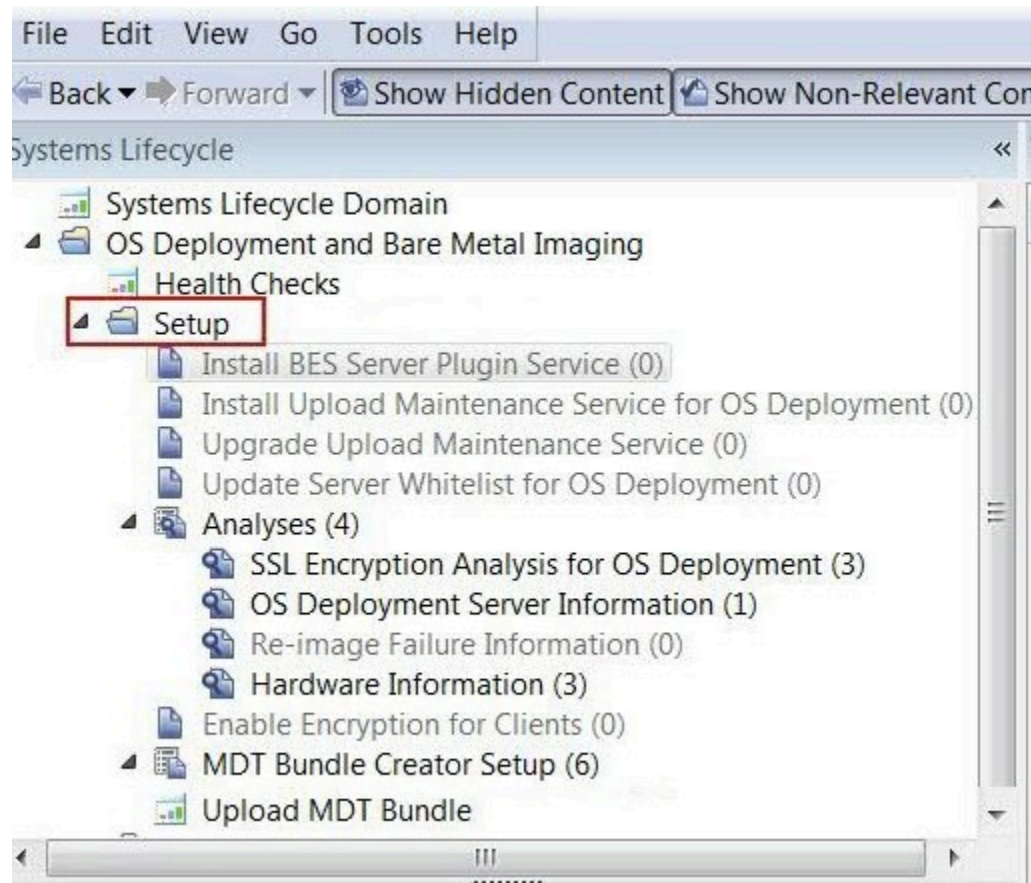 File Edit View Go Tools Help
Back Forward Show Hidden Content Show Non-Relevant
Systems Lifecycle
Systems Lifecycle Domain
OS Deployment and Bare Metal Imaging
Health Checks
Setup
Install BES Server Plugin Service (0)
Install Upload Maintenance Service for OS Deployment (0)
Upgrade Upload Maintenance Service (0)
Update Server Whitelist for OS Deployment (0)
Analyses (4)
SSL Encryption Analysis for OS Deployment (3)
OS Deployment Server Information (1)
Re-image Failure Information (0)
Hardware Information (3)
Enable Encryption for Clients (0)
MDT Bundle Creator Setup (6)
Upload MDT Bundle